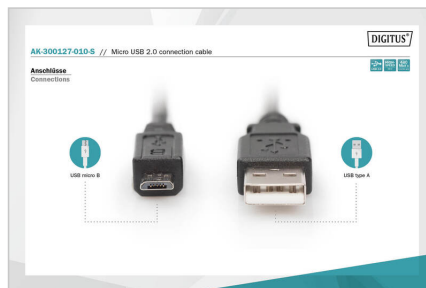 DIGITUS®
AK-300127-010-S // Micro USB 2.0 connection cable
Anschlüsse
Connections
USB micro B
USB type A